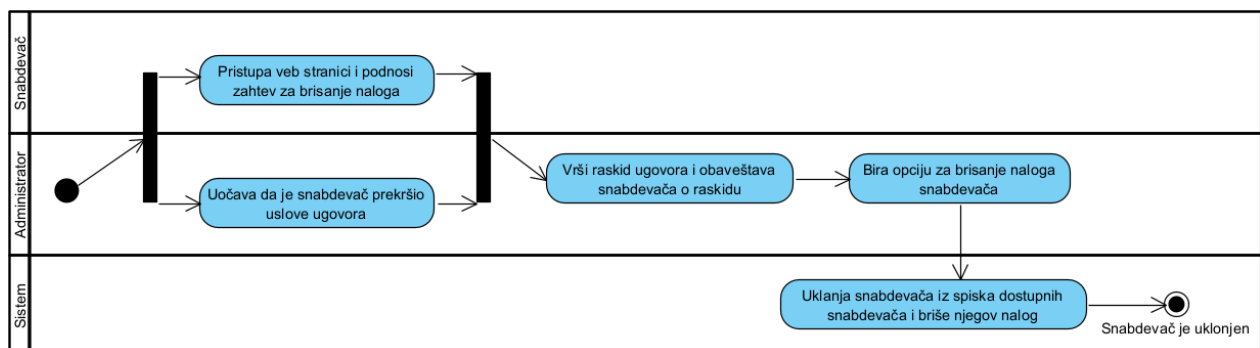 Snabdevač
Pristupa veb stranici i podnosi
zahtev za brisanje naloga
Administrator
Uočava da je snabdevač prekršio
uslove ugovora
Vrši raskid ugovora i obaveštava
snabdevača o raskidu
Bira opciju za brisanje naloga
snabdevača
Sistem
Uklanja snabdevača iz spiska dostupnih
snabdevača i briše njegov nalog
Snabdevač je uklonjen